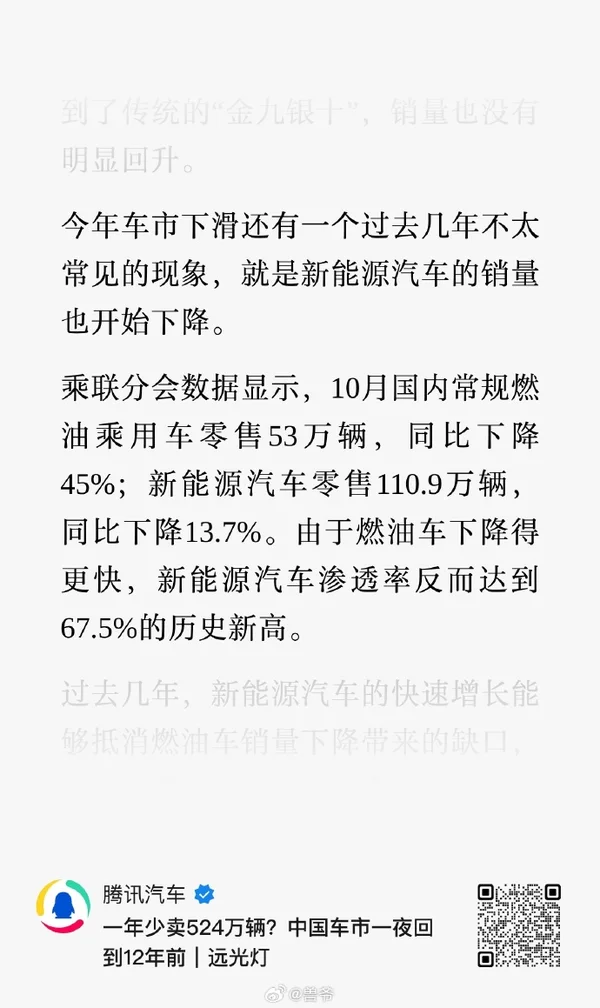 到了传统的“金九银十”，销量也没有
明显回升。
今年车市下滑还有一个过去几年不太
常见的现象，就是新能源汽车的销量
也开始下降。
乘联分会数据显示，10月国内常规燃
油乘用车零售53万辆，同比下降
45%；新能源汽车零售110.9万辆，
同比下降13.7%。由于燃油车下降得
更快，新能源汽车渗透率反而达到
67.5%的历史新高。
过去几年，新能源汽车的快速增长能
够抵消燃油车销量下降带来的缺口，
腾讯汽车
一年少卖524万辆？中国车市一夜回
到12年前｜远光灯
@兽爷